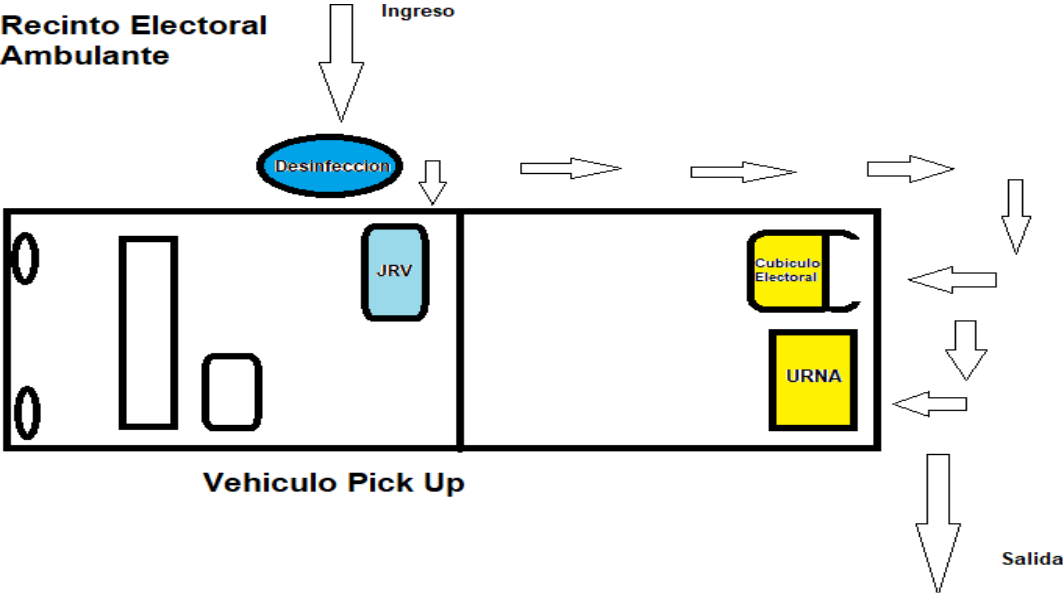 Recinto Electoral
Ambulante
Ingreso
Desinfeccion
JRV
Cubiculo
Electoral
URNA
Vehiculo Pick Up
Salida